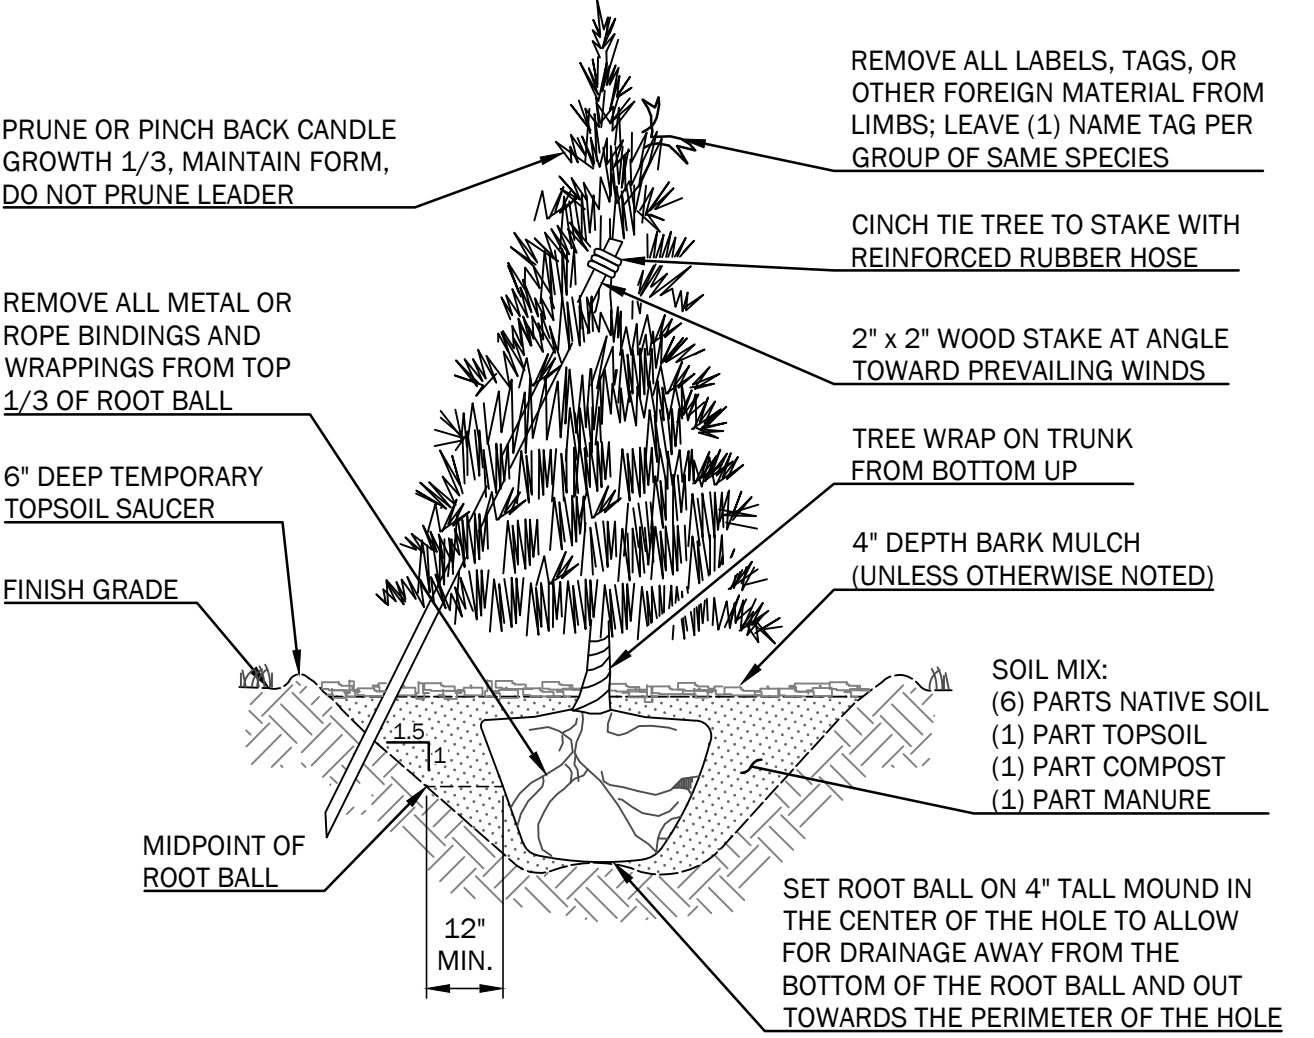 PRUNE OR PINCH BACK CANDLE
GROWTH 1/3, MAINTAIN FORM,
DO NOT PRUNE LEADER
REMOVE ALL METAL OR
ROPE BINDINGS AND
WRAPPINGS FROM TOP
1/3 OF ROOT BALL
6" DEEP TEMPORARY
TOPSOIL SAUCER
FINISH GRADE
1.5
1
MIDPOINT OF
ROOT BALL
12"
MIN.
REMOVE ALL LABELS, TAGS, OR
OTHER FOREIGN MATERIAL FROM
LIMBS; LEAVE (1) NAME TAG PER
GROUP OF SAME SPECIES
CINCH TIE TREE TO STAKE WITH
REINFORCED RUBBER HOSE
2" x 2" WOOD STAKE AT ANGLE
TOWARD PREVAILING WINDS
TREE WRAP ON TRUNK
FROM BOTTOM UP
4" DEPTH BARK MULCH
(UNLESS OTHERWISE NOTED)
SOIL MIX:
(6) PARTS NATIVE SOIL
(1) PART TOPSOIL
(1) PART COMPOST
(1) PART MANURE
SET ROOT BALL ON 4" TALL MOUND IN
THE CENTER OF THE HOLE TO ALLOW
FOR DRAINAGE AWAY FROM THE
BOTTOM OF THE ROOT BALL AND OUT
TOWARDS THE PERIMETER OF THE HOLE